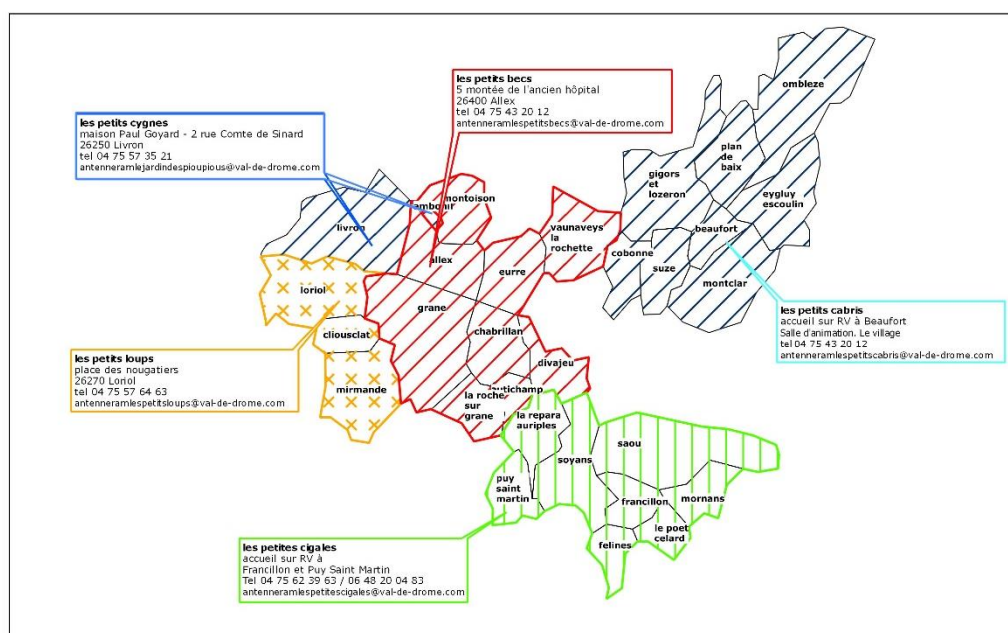 les petits becs
5 montée de l'ancien hôpital
26400 Allex
tel 04 75 43 20 12
antenneramlespetitsbecs@val-de-drome.com
les petits cygnes
maison Paul Goyard - 2 rue Comte de Sinard
26250 Livron
tel 04 75 57 35 21
antenneramlejardindespioupious@val-de-drome.com
ombleze
plan
de
baix
gigors
et
lozeron
eygluy
escoulin
montoison
livron
vaunaveys
la
rochette
beaufort
cobonne
suze
montclar
allex
eurre
loriol
grane
cliousclat
chabrillan
les petits cabris
accueil sur RV à Beaufort
Salle d'animation. Le village
tel 04 75 43 20 12
antenneramlespetitscabris@val-de-drome.com
les petits loups
place des nougatiers
26270 Loriol
tel 04 75 57 64 63
antenneramlespetitsloups@val-de-drome.com
mirmande
divajeu
la roche
sur
grane
la repara
auriples
saou
soyans
puy
saint
martin
francillon
mornans
le poet
celard
felines
les petites cigales
accueil sur RV à
Francillon et Puy Saint Martin
Tel 04 75 62 39 63 / 06 48 20 04 83
antenneramlespetitescigales@val-de-drome.com